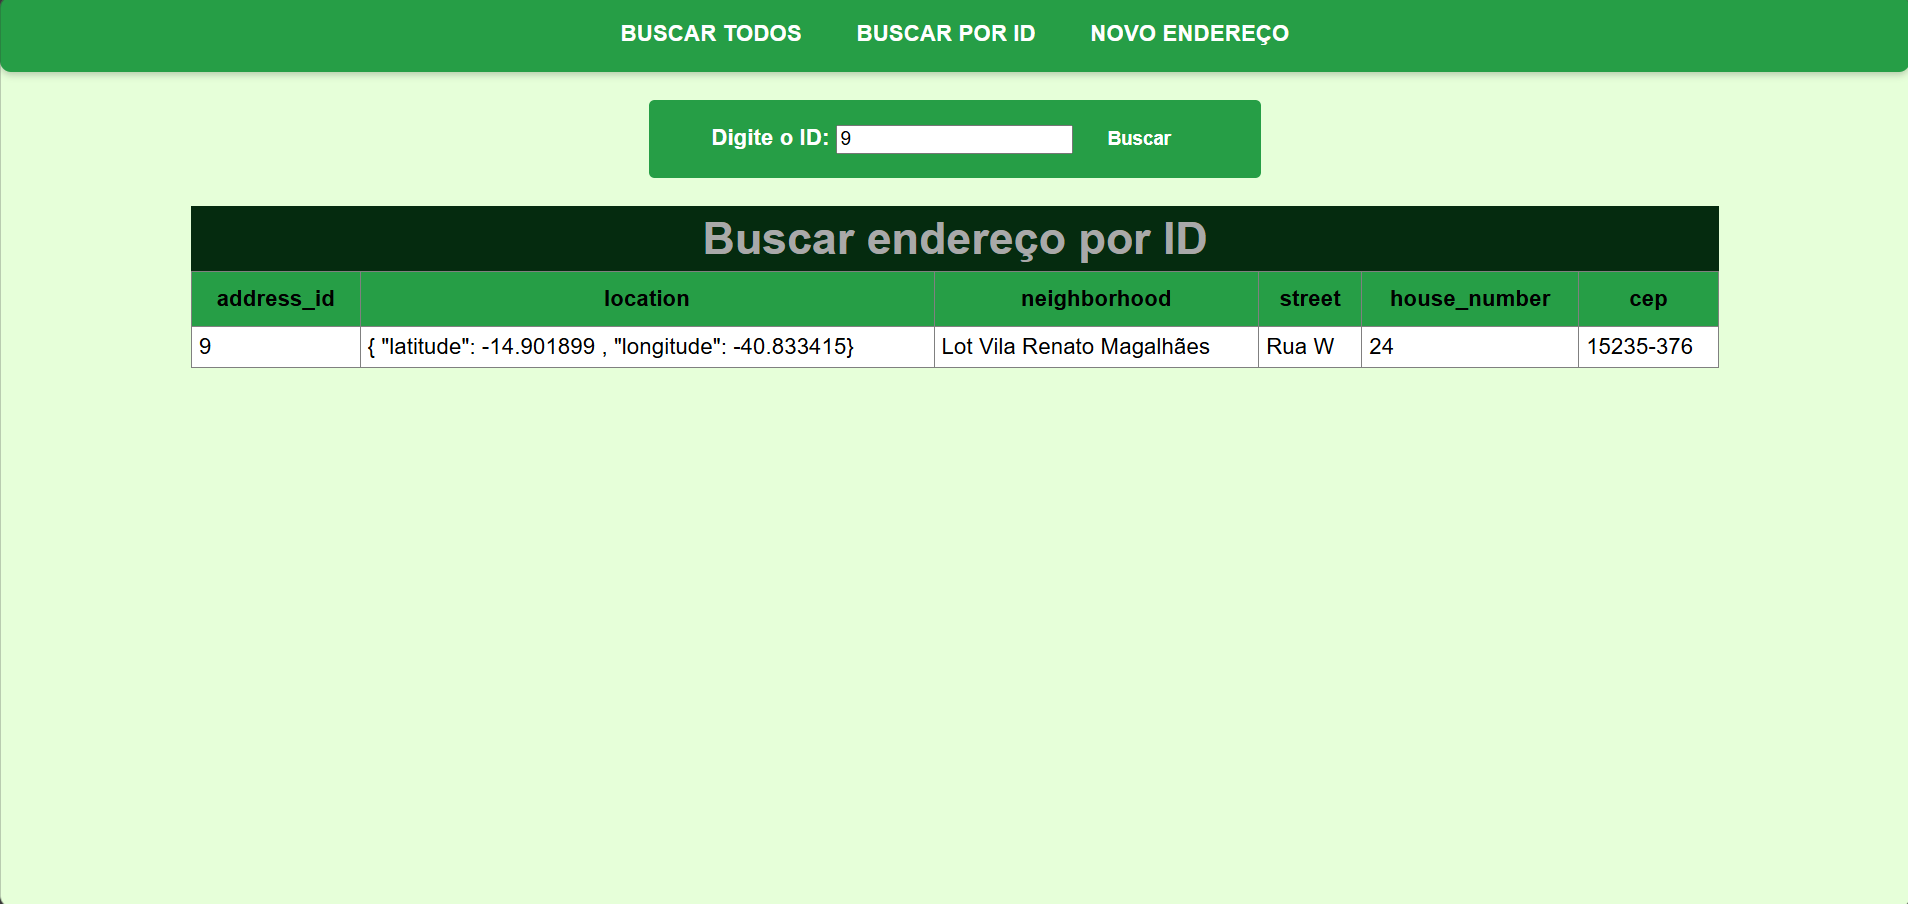 BUSCAR TODOS BUSCAR POR ID NOVO ENDEREÇO
Digite o ID: 9 Buscar
Buscar endereço por ID
address_id location neighborhood street house_number cep
9 { "latitude": -14.901899 , "longitude": -40.833415} Lot Vila Renato Magalhães Rua W 24 15235-376